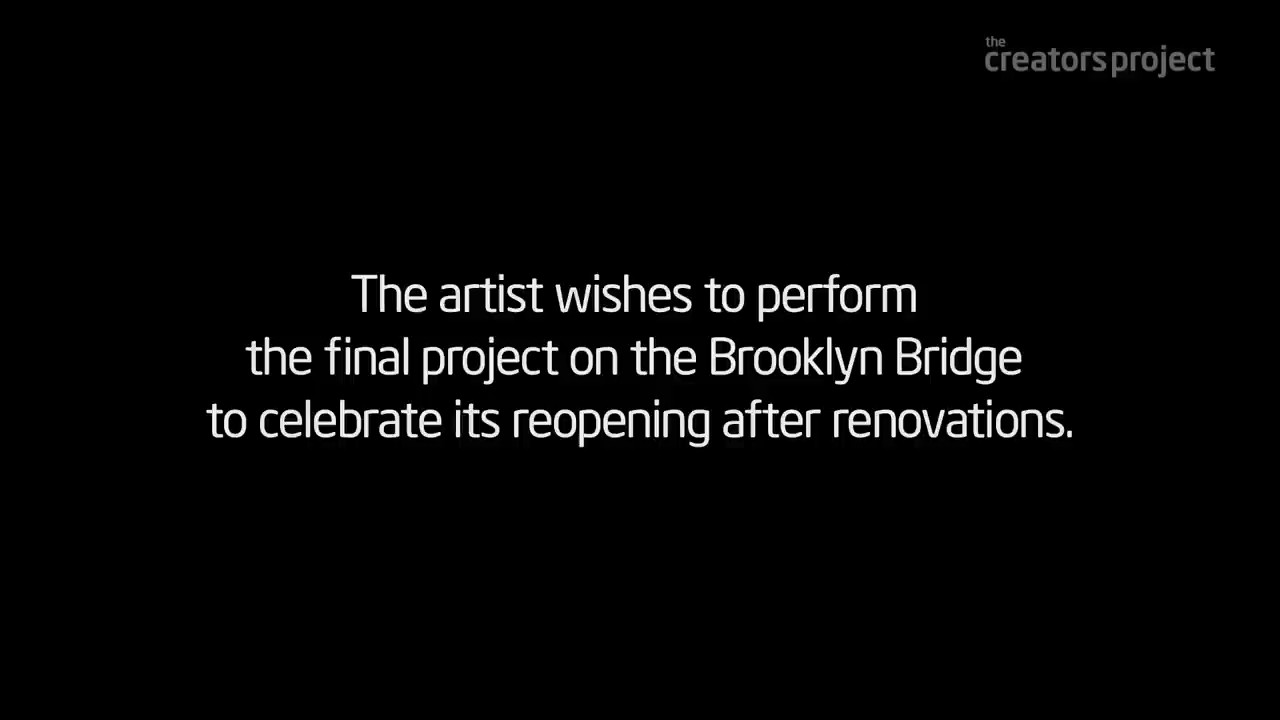 the
creatorsproject
The artist wishes to perform
the final project on the Brooklyn Bridge
to celebrate its reopening after renovations.